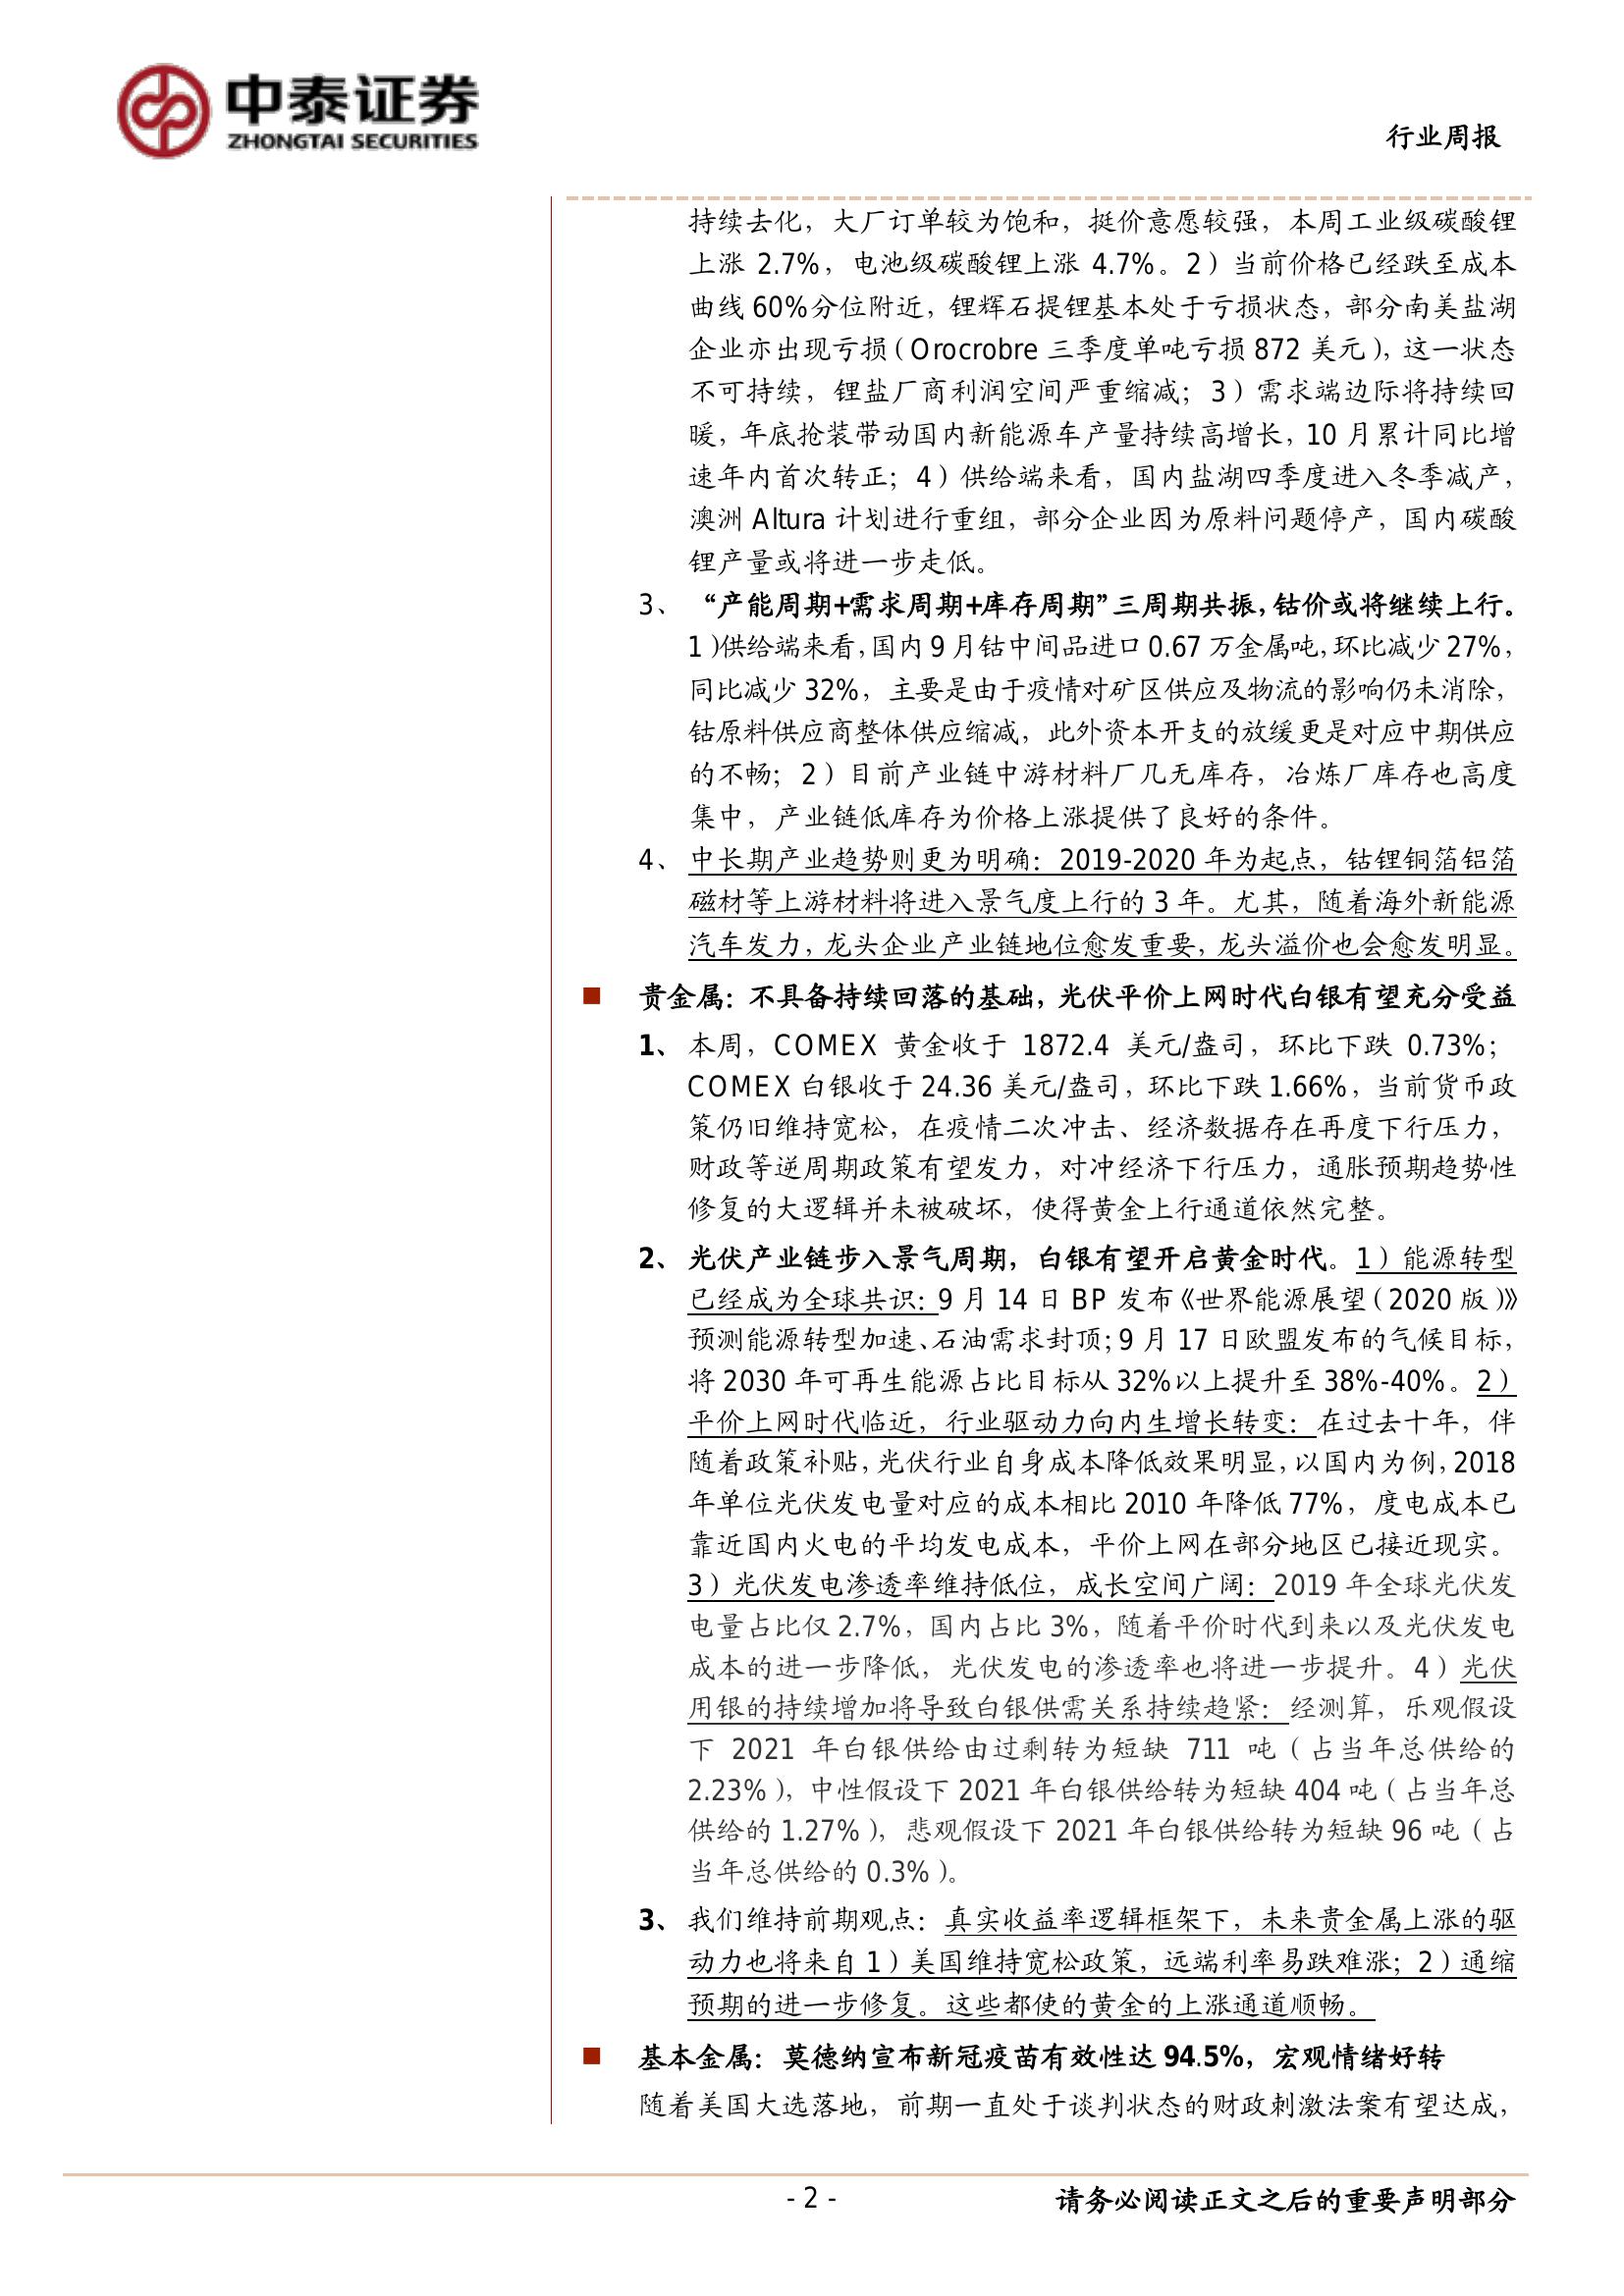 中泰证券
ZHONGTAI SECURITIES
行业周报
持续去化，大厂订单较为饱和，挺价意愿较强，本周工业级碳酸锂
上涨 2.7%，电池级碳酸锂上涨 4.7%。2）当前价格已经跌至成本
曲线 60%分位附近，锂辉石提锂基本处于亏损状态，部分南美盐湖
企业亦出现亏损（Orocrobre 三季度单吨亏损 872 美元），这一状态
不可持续，锂盐厂商利润空间严重缩减；3）需求端边际将持续回
暖，年底抢装带动国内新能源车产量持续高增长，10 月累计同比增
速年内首次转正；4）供给端来看，国内盐湖四季度进入冬季减产，
澳洲 Altura 计划进行重组，部分企业因为原料问题停产，国内碳酸
锂产量或将进一步走低。
3、 “产能周期+需求周期+库存周期”三周期共振，钴价或将继续上行。
1）供给端来看，国内 9 月钴中间品进口 0.67 万金属吨，环比减少 27%，
同比减少 32%，主要是由于疫情对矿区供应及物流的影响仍未消除，
钴原料供应商整体供应缩减，此外资本开支的放缓更是对应中期供应
的不畅；2）目前产业链中游材料厂几无库存，冶炼厂库存也高度
集中，产业链低库存为价格上涨提供了良好的条件。
4、 中长期产业趋势则更为明确：2019-2020 年为起点，钴锂铜箔铝箔
磁材等上游材料将进入景气度上行的 3 年。尤其，随着海外新能源
汽车发力，龙头企业产业链地位愈发重要，龙头溢价也会愈发明显。
■ 贵金属：不具备持续回落的基础，光伏平价上网时代白银有望充分受益
1、 本周，COMEX 黄金收于 1872.4 美元/盎司，环比下跌 0.73%；
COMEX 白银收于 24.36 美元/盎司，环比下跌 1.66%，当前货币政
策仍旧维持宽松，在疫情二次冲击、经济数据存在再度下行压力，
财政等逆周期政策有望发力，对冲经济下行压力，通胀预期趋势性
修复的大逻辑并未被破坏，使得黄金上行通道依然完整。
2、 光伏产业链步入景气周期，白银有望开启黄金时代。1）能源转型
已经成为全球共识：9 月 14 日 BP 发布《世界能源展望（2020 版）》
预测能源转型加速、石油需求封顶；9 月 17 日欧盟发布的气候目标，
将 2030 年可再生能源占比目标从 32%以上提升至 38%-40%。2）
平价上网时代临近，行业驱动力向内生增长转变：在过去十年，伴
随着政策补贴，光伏行业自身成本降低效果明显，以国内为例，2018
年单位光伏发电量对应的成本相比 2010 年降低 77%，度电成本已
靠近国内火电的平均发电成本，平价上网在部分地区已接近现实。
3）光伏发电渗透率维持低位，成长空间广阔：2019 年全球光伏发
电量占比仅 2.7%，国内占比 3%，随着平价时代到来以及光伏发电
成本的进一步降低，光伏发电的渗透率也将进一步提升。4）光伏
用银的持续增加将导致白银供需关系持续趋紧：经测算，乐观假设
下 2021 年白银供给由过剩转为短缺 711 吨（占当年总供给的
2.23%），中性假设下 2021 年白银供给转为短缺 404 吨（占当年总
供给的 1.27%），悲观假设下 2021 年白银供给转为短缺 96 吨（占
当年总供给的 0.3%）。
3、 我们维持前期观点：真实收益率逻辑框架下，未来贵金属上涨的驱
动力也将来自 1）美国维持宽松政策，远端利率易跌难涨；2）通缩
预期的进一步修复。这些都使的黄金的上涨通道顺畅。
■ 基本金属：莫德纳宣布新冠疫苗有效性达 94.5%，宏观情绪好转
随着美国大选落地，前期一直处于谈判状态的财政刺激法案有望达成，
- 2 -
请务必阅读正文之后的重要声明部分